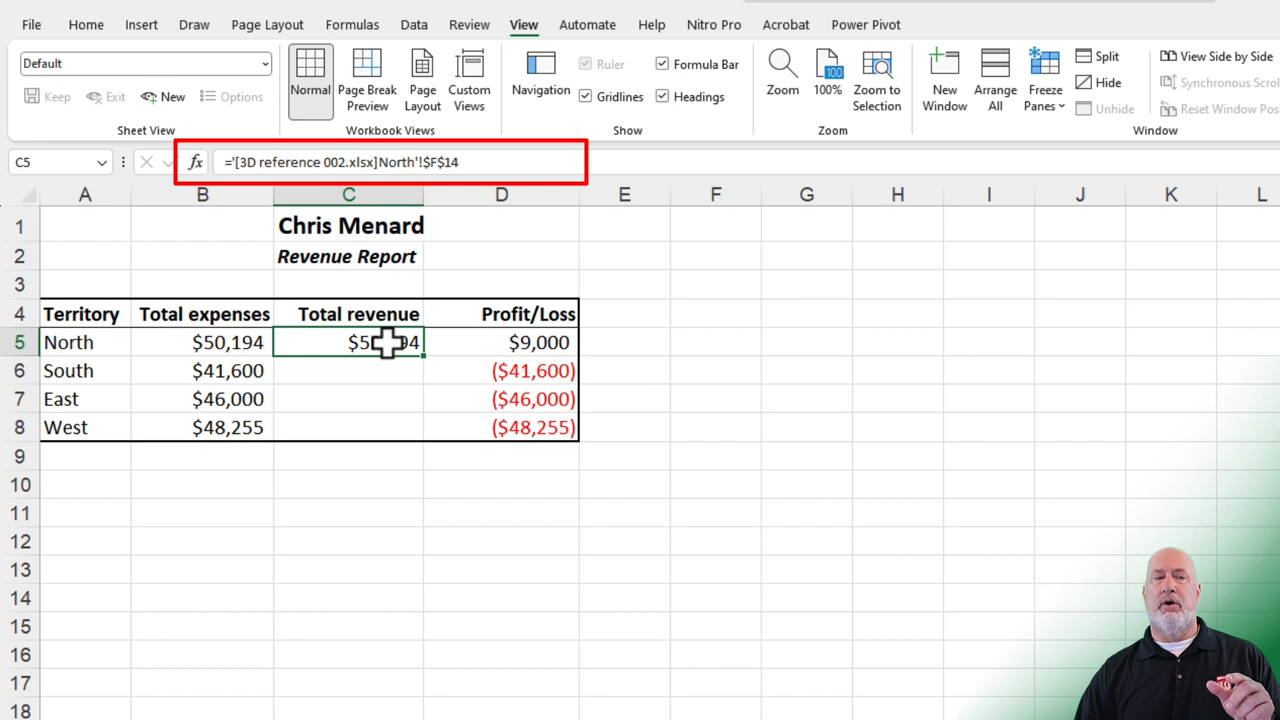 File Home Insert Draw Page Layout Formulas Data Review View Automate Help Nitro Pro Acrobat Power Pivot
Default
Keep Exit New Options
Sheet View
Normal
Page Break Preview
Page Layout
Custom Views
Workbook Views
Navigation
Ruler Formula Bar
Gridlines Headings
Show
Zoom
100
100%
Zoom to Selection
Zoom
New Window
Arrange All
Freeze Panes
Split
Hide
Unhide
View Side by Side
Synchronous
Reset Window
Window
C5 fx ='[3D reference 002.xlsx]North'!$F$14
A B C D E F G H I J K L
1 Chris Menard
2 Revenue Report
3
4 Territory Total expenses Total revenue Profit/Loss
5 North $50,194 $9,000
6 South $41,600 ($41,600)
7 East $46,000 ($46,000)
8 West $48,255 ($48,255)
9
10
11
12
13
14
15
16
17
18